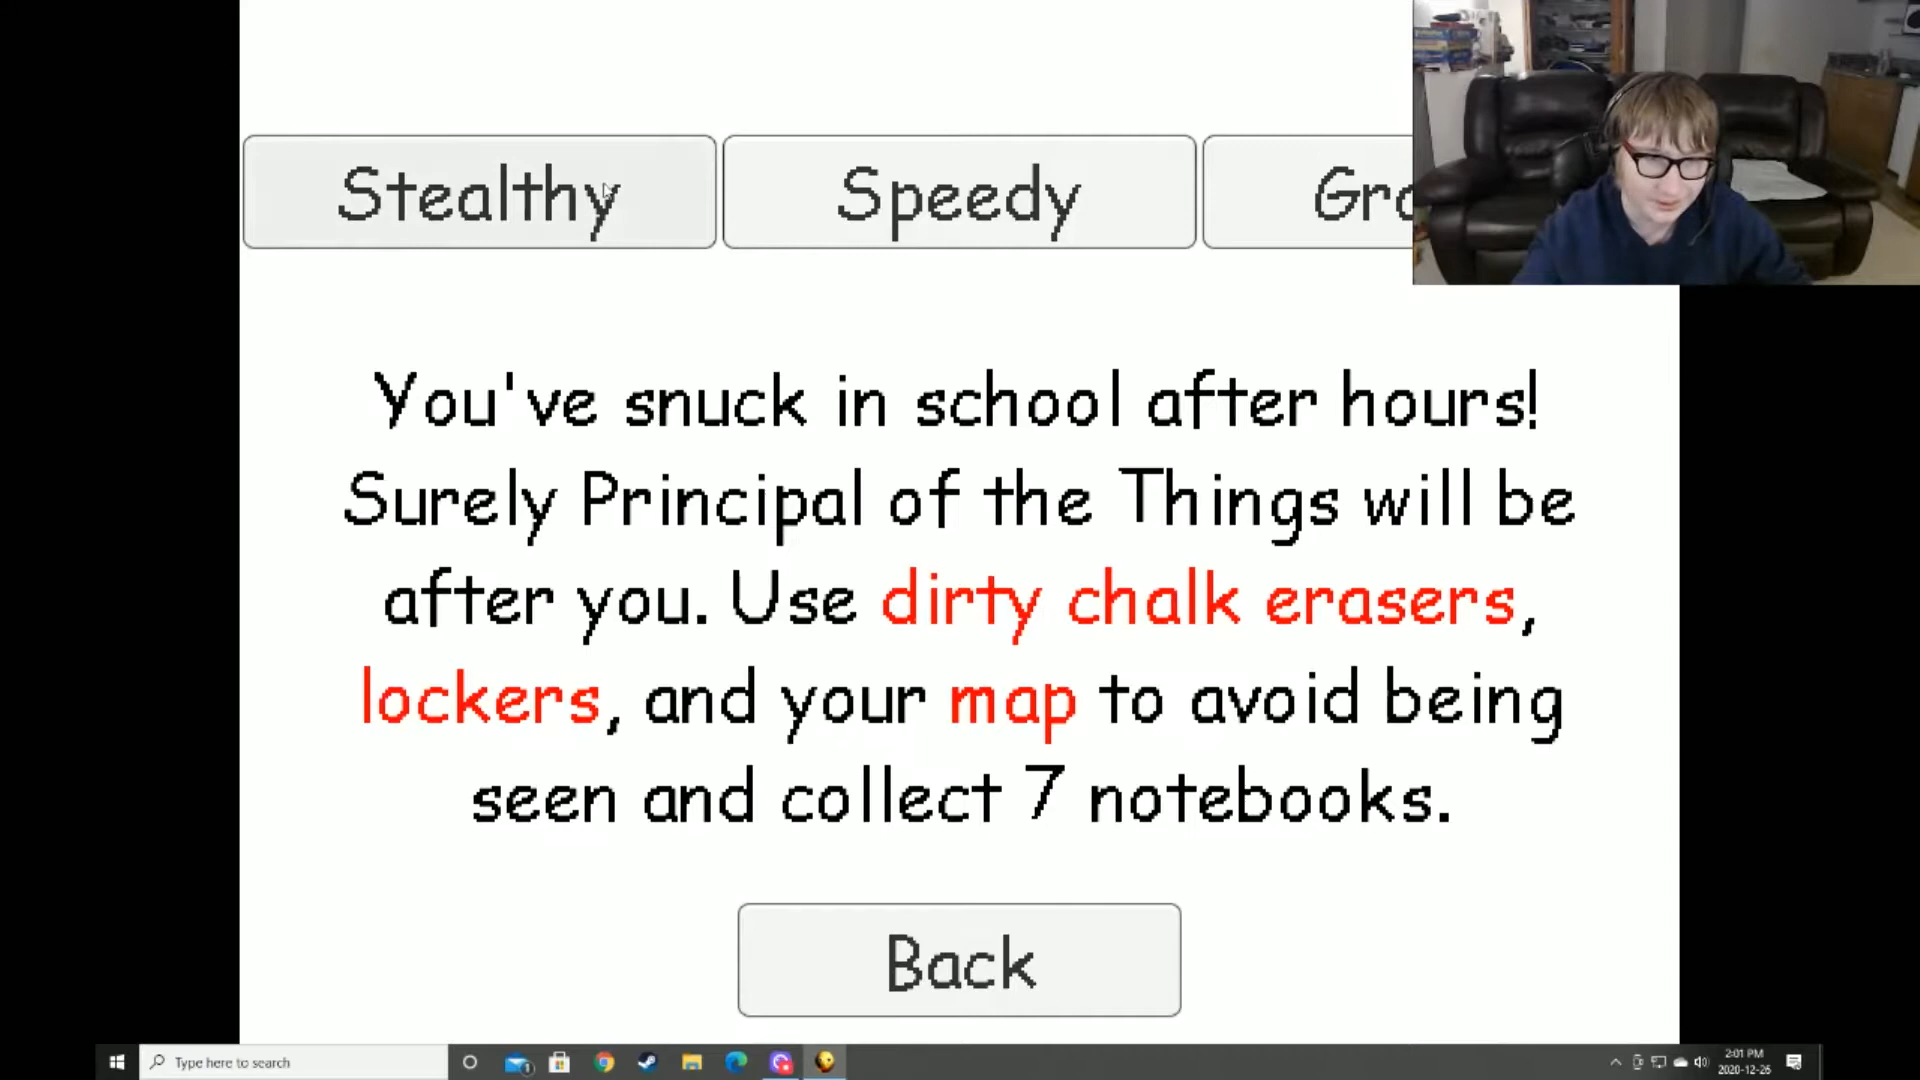 Stealthy
Speedy
Gr
You've snuck in school after hours!
Surely Principal of the Things will be
after you. Use dirty chalk erasers,
lockers, and your map to avoid being
seen and collect 7 notebooks.
Back
Type here to search
2:01 PM
2020-12-26